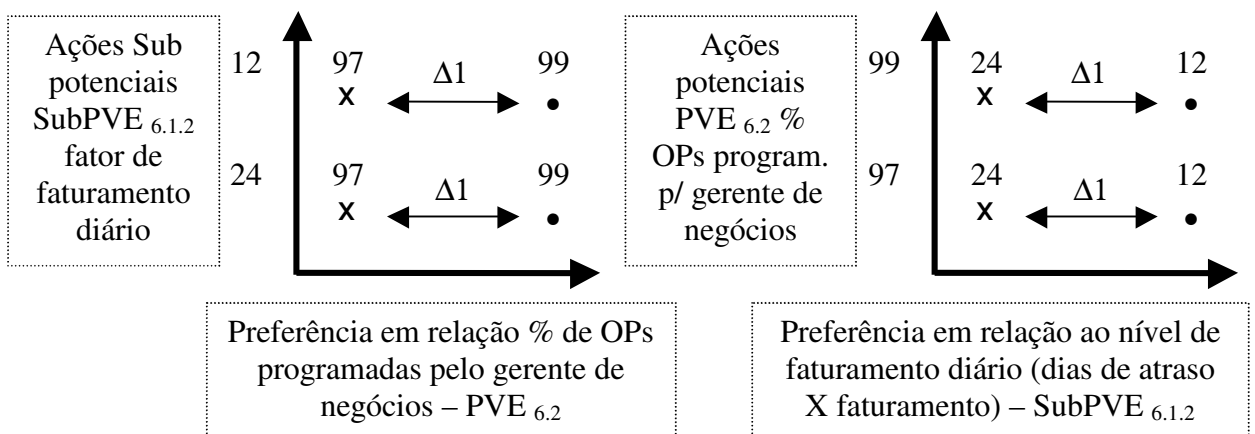 Ações Sub
potenciais
SubPVE 6.1.2
fator de
faturamento
diário
12
97
Δ1
99
x
•
24
97
Δ1
99
x
•
Preferência em relação % de OPs
programadas pelo gerente de
negócios – PVE 6.2
Ações
potenciais
PVE 6.2 %
OPs program.
p/ gerente de
negócios
99
24
Δ1
12
x
•
97
24
Δ1
12
x
•
Preferência em relação ao nível de
faturamento diário (dias de atraso
X faturamento) – SubPVE 6.1.2